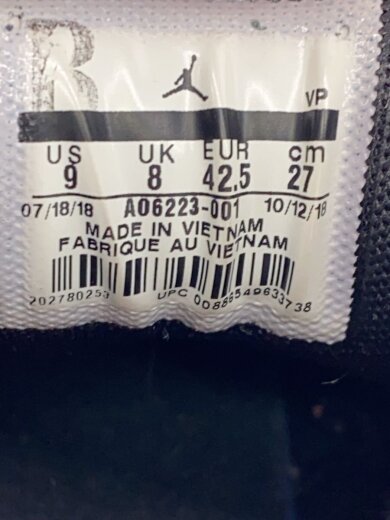 R
VP
US UK EUR cm
9 8 42.5 27
07/18/18 AO6223-001 10/12/18
MADE IN VIETNAM
FABRIQUE AU VIETNAM
UPC